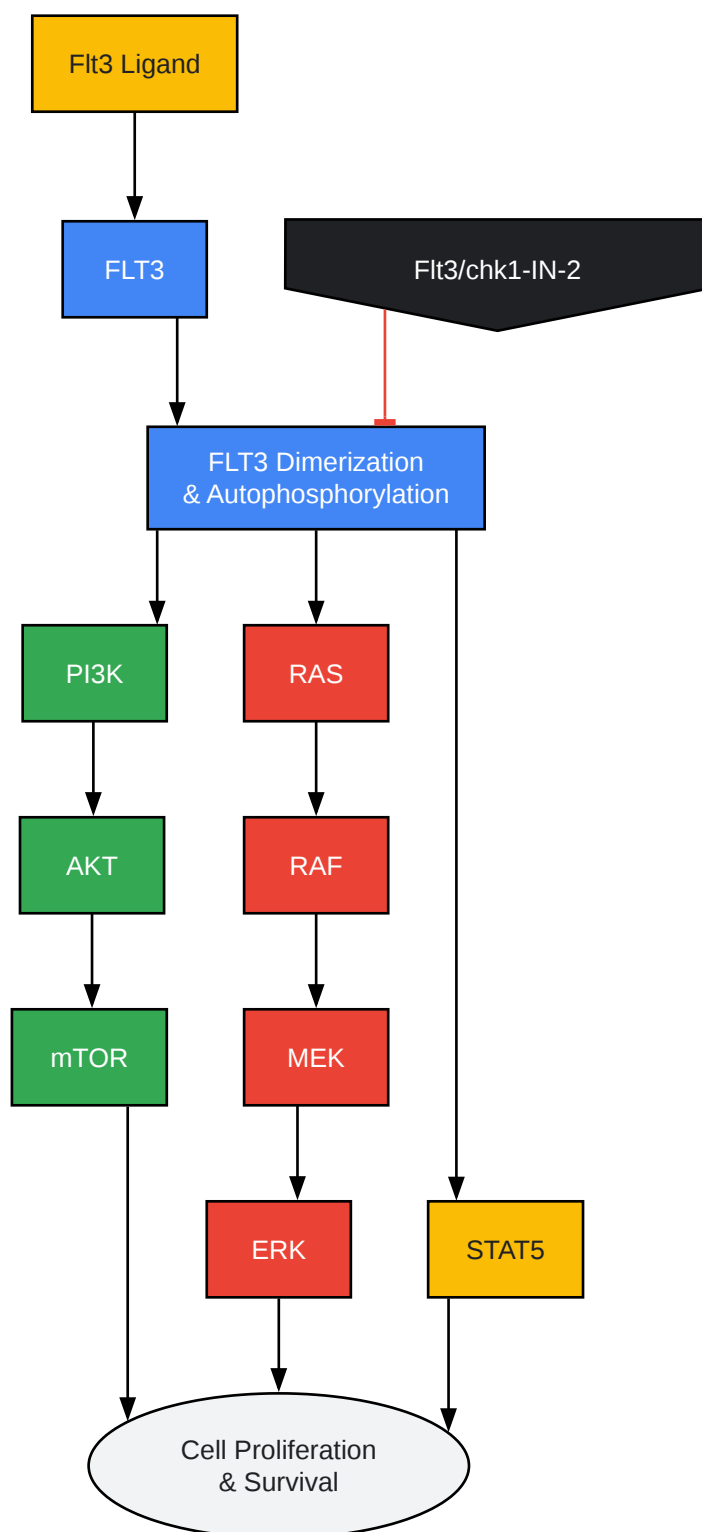 Flt3 Ligand
FLT3
Flt3/chk1-IN-2
FLT3 Dimerization
& Autophosphorylation
PI3K
RAS
AKT
RAF
mTOR
MEK
ERK
STAT5
Cell Proliferation
& Survival